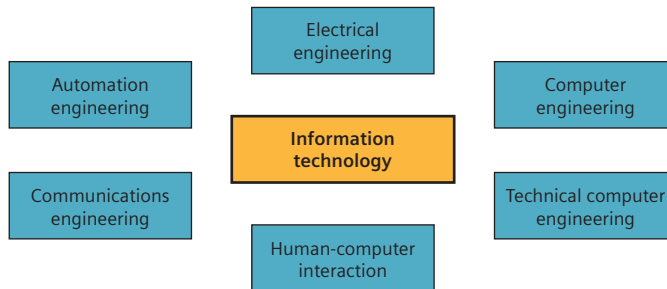 Electrical
engineering
Automation
engineering
Computer
engineering
Information
technology
Communications
engineering
Technical computer
engineering
Human-computer
interaction